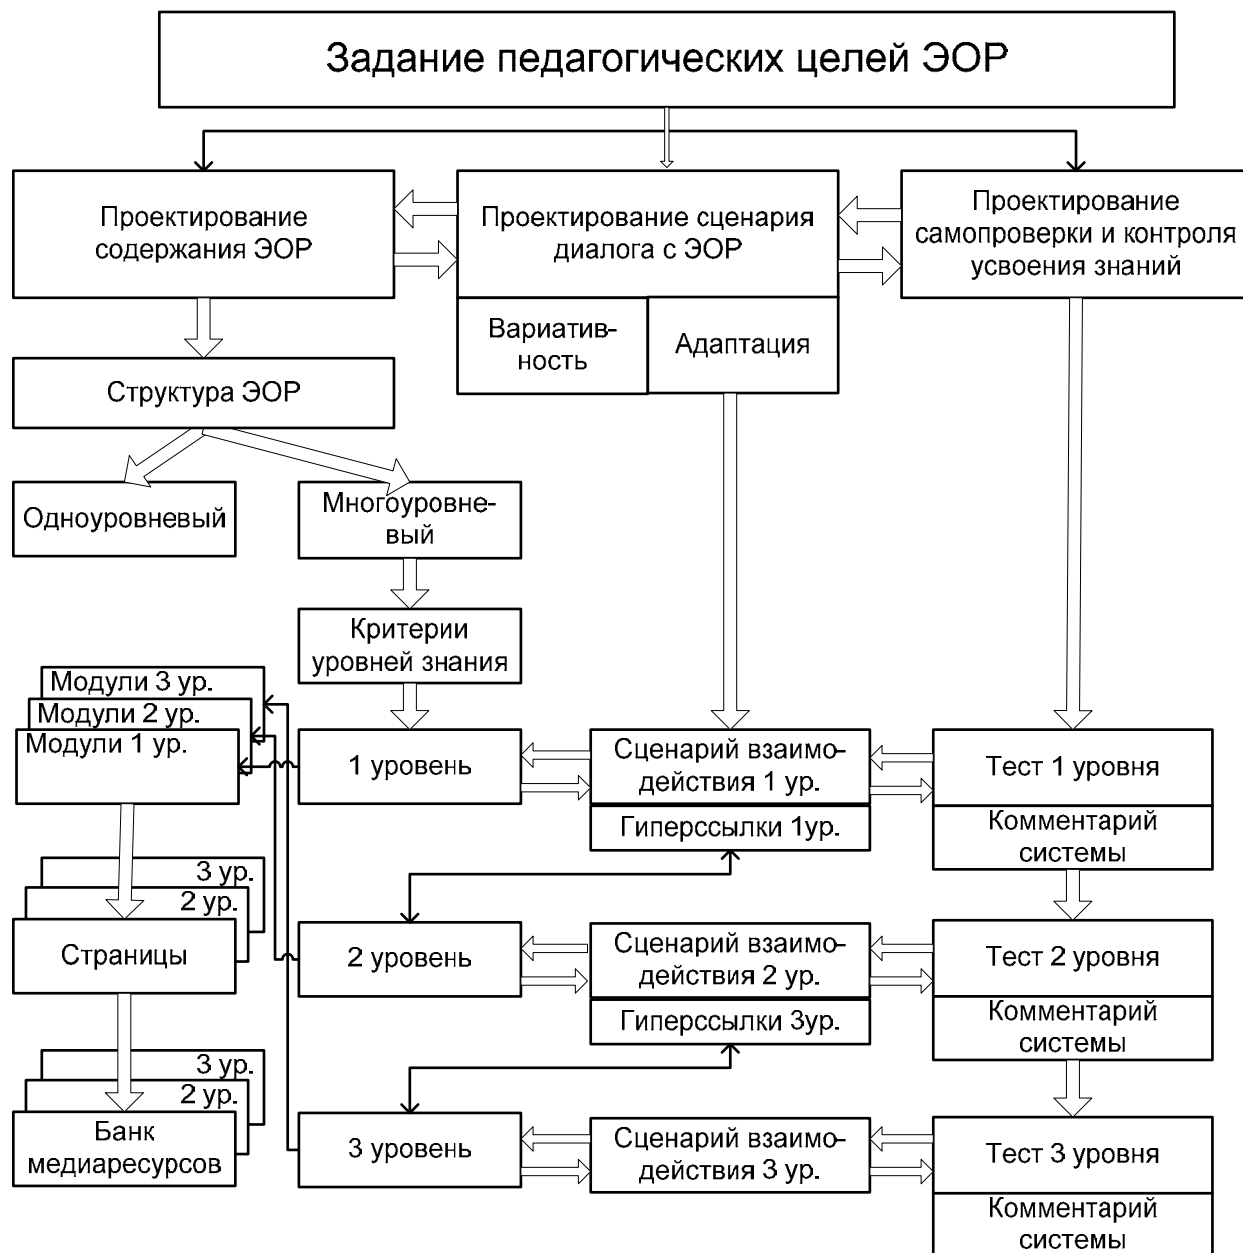 Задание педагогических целей ЭОР
Проектирование
содержания ЭОР
Проектирование сценария
диалога с ЭОР
Проектирование
самопроверки и контроля
усвоения знаний
Вариатив-
ность
Адаптация
Структура ЭОР
Одноуровневый
Многоуровне-
вый
Критерии
уровней знания
Модули 3 ур.
Модули 2 ур.
Модули 1 ур.
1 уровень
Сценарий взаимо-
действия 1 ур.
Гиперссылки 1ур.
Тест 1 уровня
Комментарий
системы
3 ур.
2 ур.
Страницы
2 уровень
Сценарий взаимо-
действия 2 ур.
Гиперссылки 3ур.
Тест 2 уровня
Комментарий
системы
3 ур.
2 ур.
Банк
медиаресурсов
3 уровень
Сценарий взаимо-
действия 3 ур.
Тест 3 уровня
Комментарий
системы